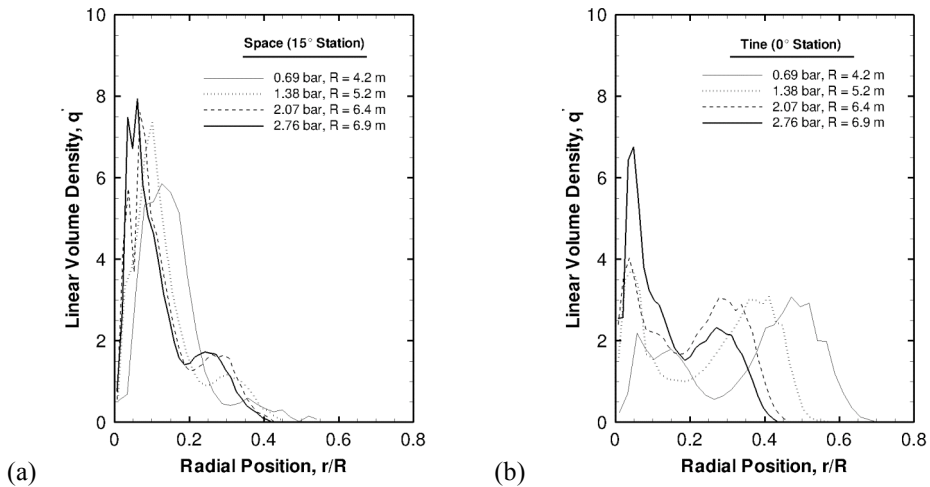 10
8
6
4
2
0
Linear Volume Density, q'
Space (15° Station)
0.69 bar, R = 4.2 m
1.38 bar, R = 5.2 m
2.07 bar, R = 6.4 m
2.76 bar, R = 6.9 m
0 0.2 0.4 0.6 0.8
Radial Position, r/R
(a)
10
8
6
4
2
0
Linear Volume Density, q'
Tine (0° Station)
0.69 bar, R = 4.2 m
1.38 bar, R = 5.2 m
2.07 bar, R = 6.4 m
2.76 bar, R = 6.9 m
0 0.2 0.4 0.6 0.8
Radial Position, r/R
(b)